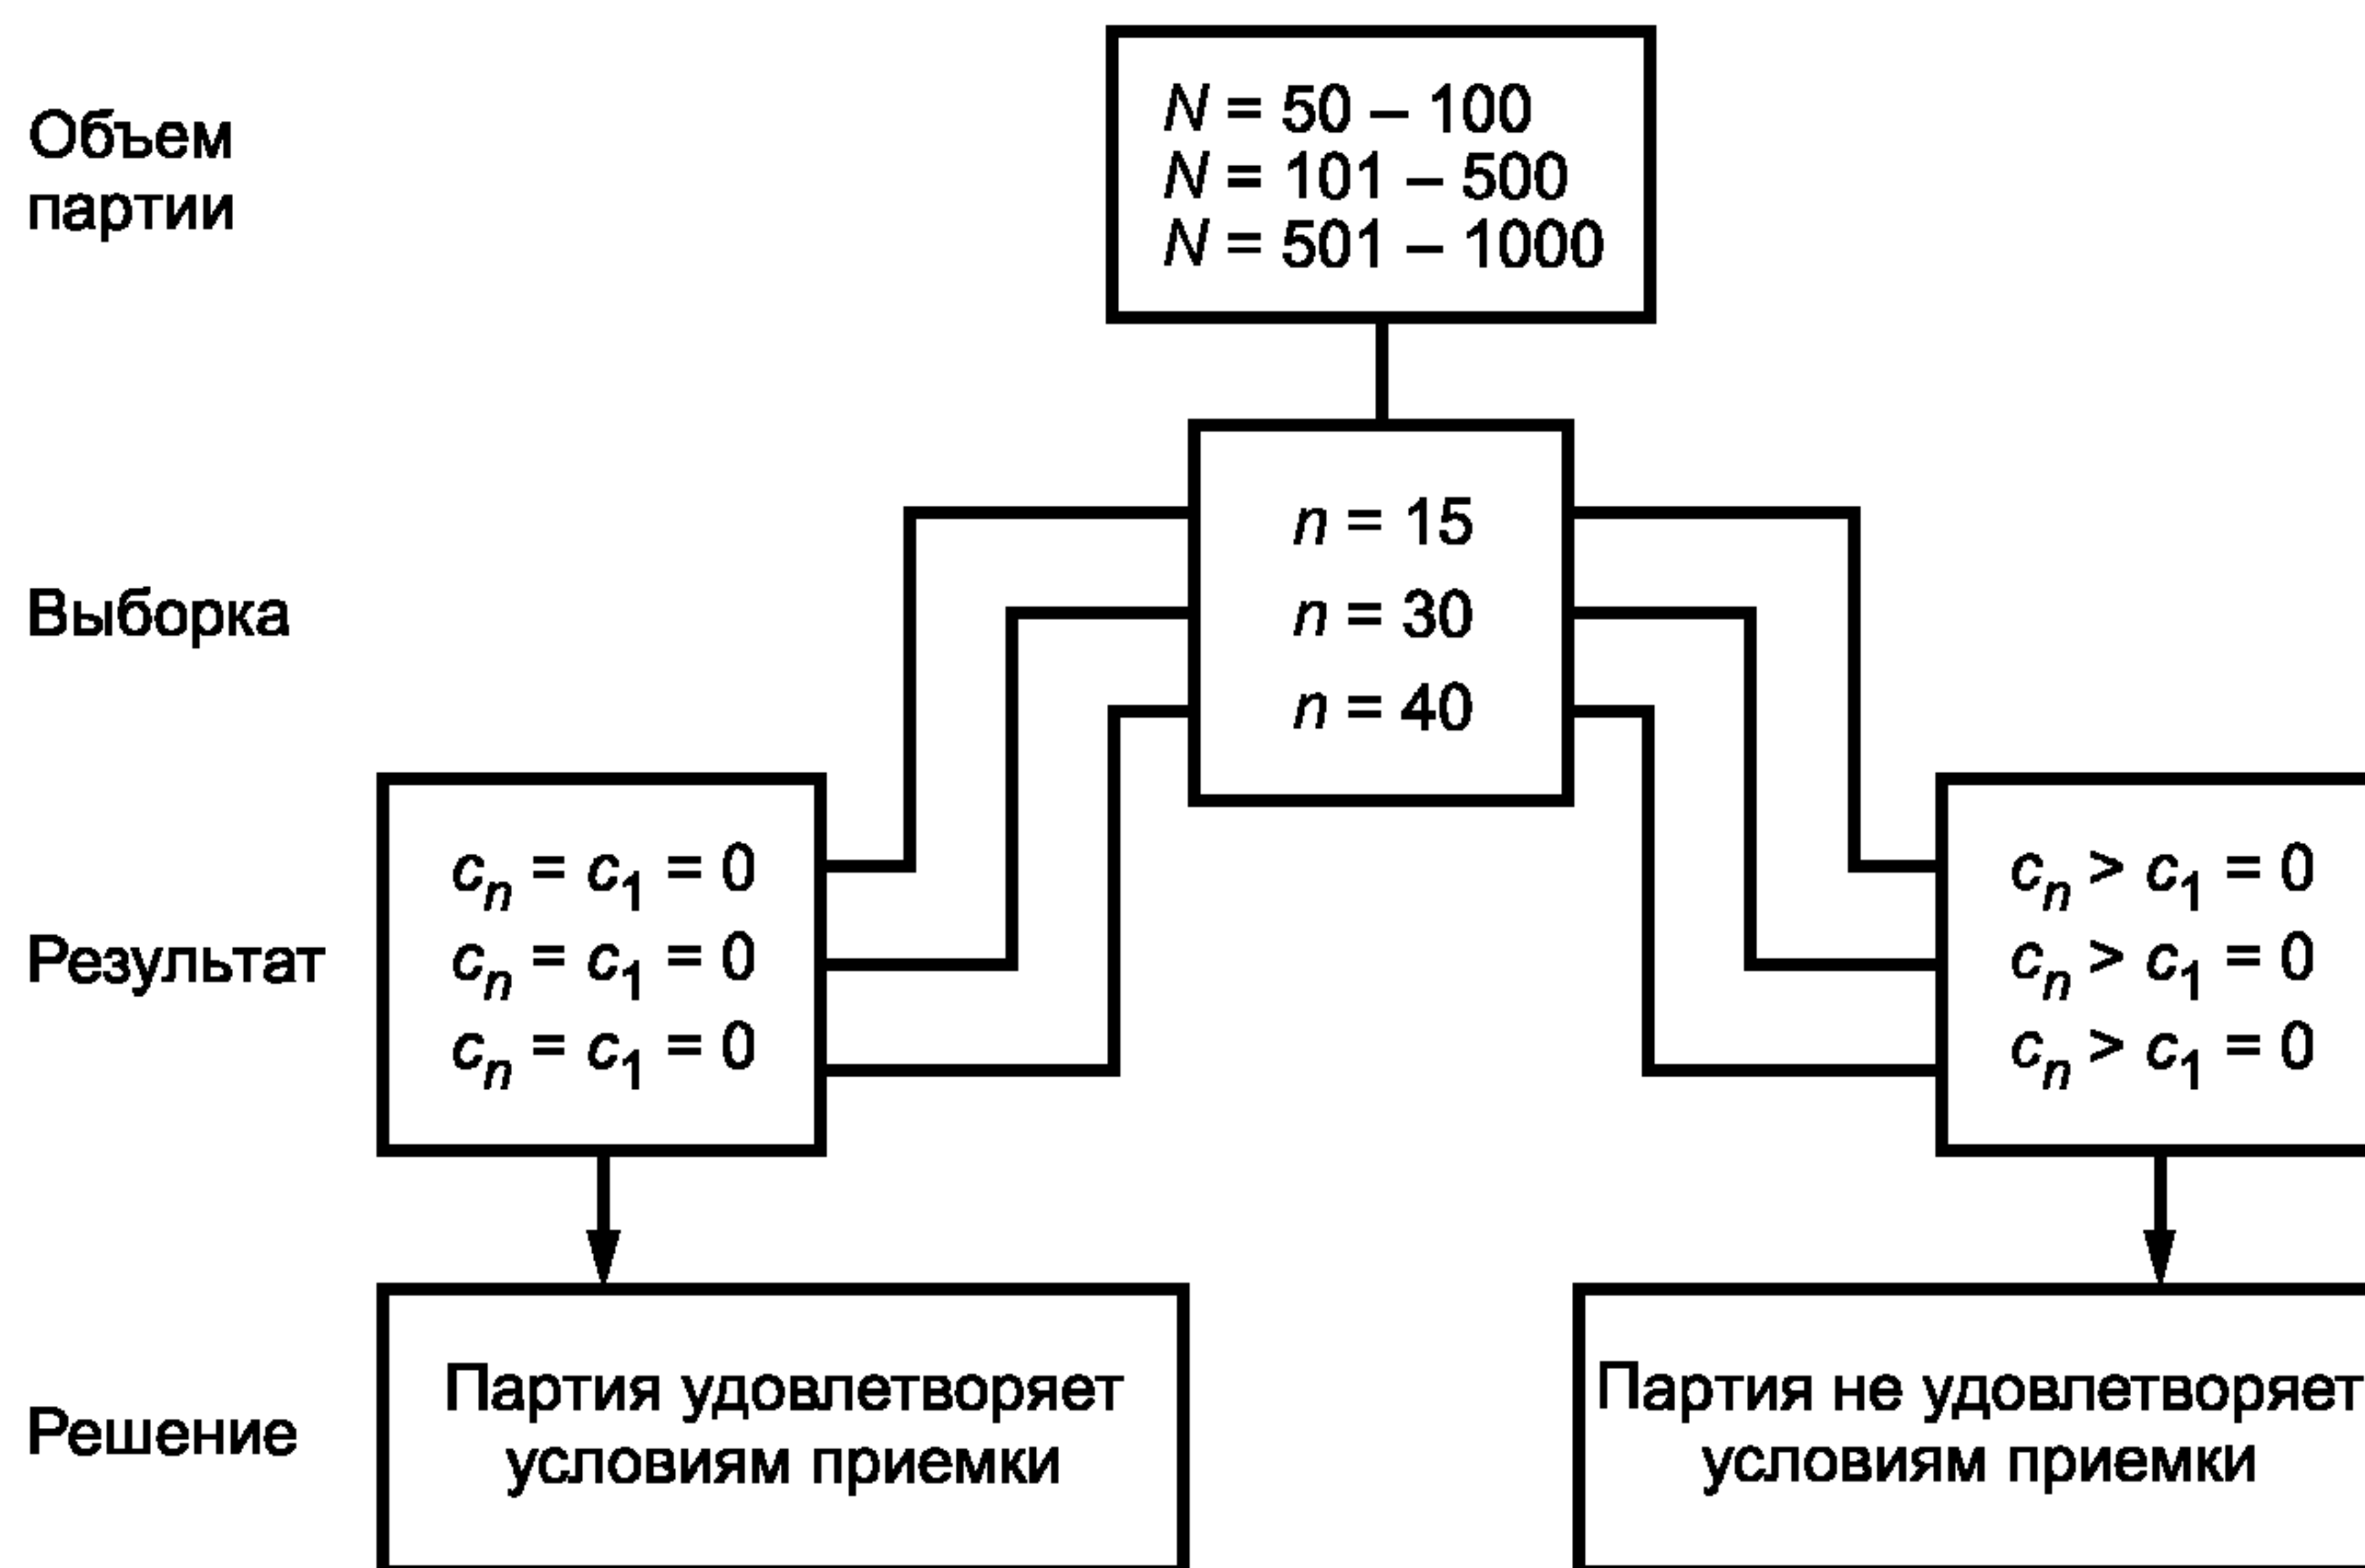 Объем
партии
N = 50 – 100
N = 101 – 500
N = 501 – 1000
Выборка
n = 15
n = 30
n = 40
Результат
cn = c1 = 0
cn = c1 = 0
cn = c1 = 0
cn > c1 = 0
cn > c1 = 0
cn > c1 = 0
Решение
Партия удовлетворяет
условиям приемки
Партия не удовлетворяет
условиям приемки